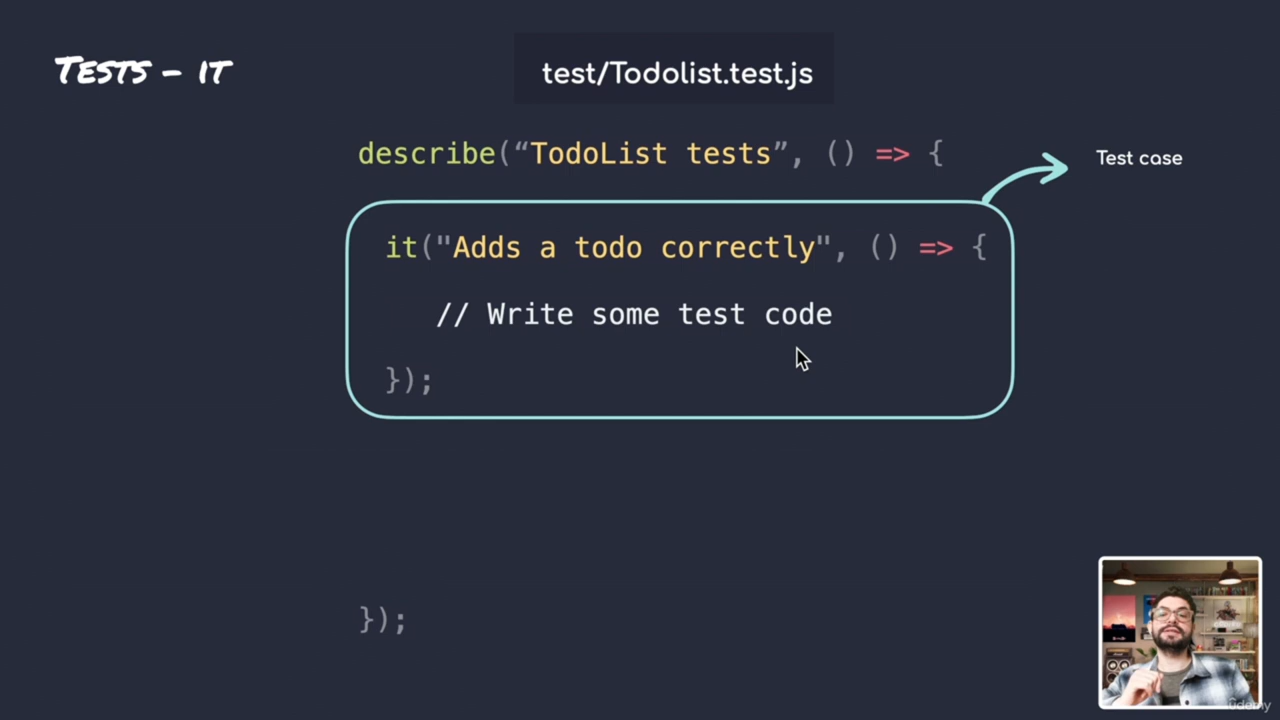 TESTS - IT
test/Todolist.test.js
describe(“TodoList tests”, () => {
Test case
it("Adds a todo correctly", () => {
// Write some test code
});
});
ûdemy